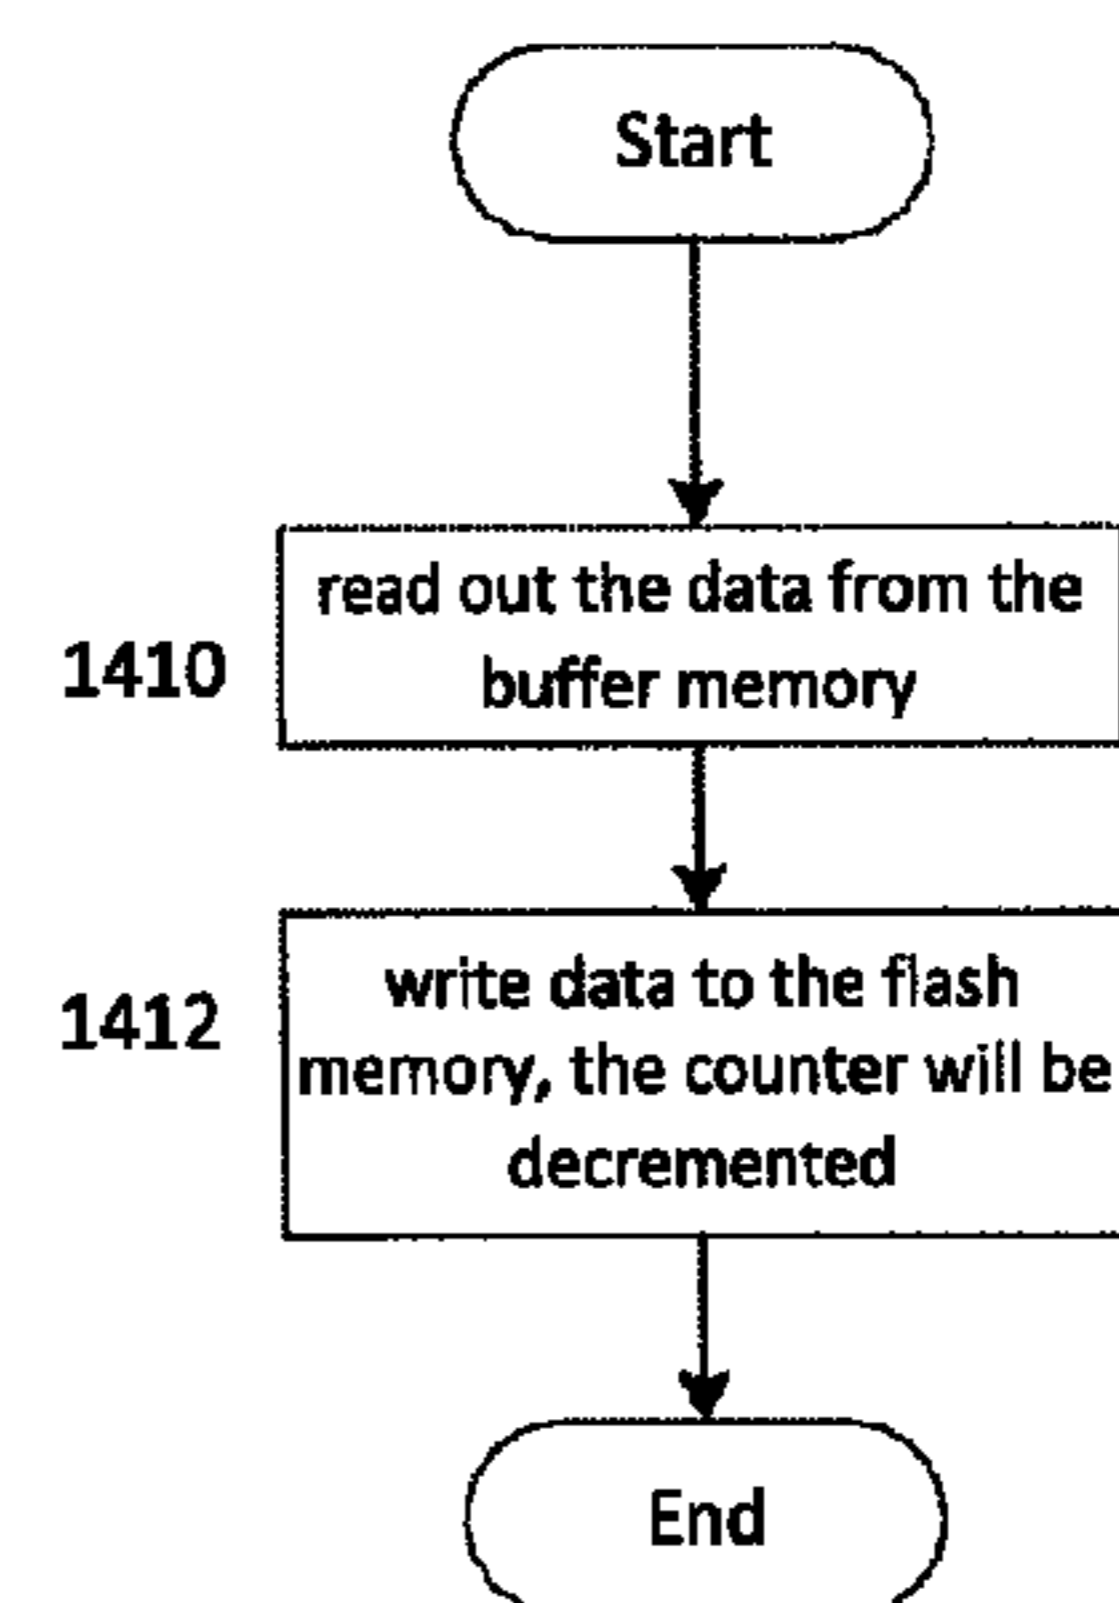 Start
read out the data from the
1410
buffer memory
write data to the flash
1412
memory, the counter will be
decremented
End